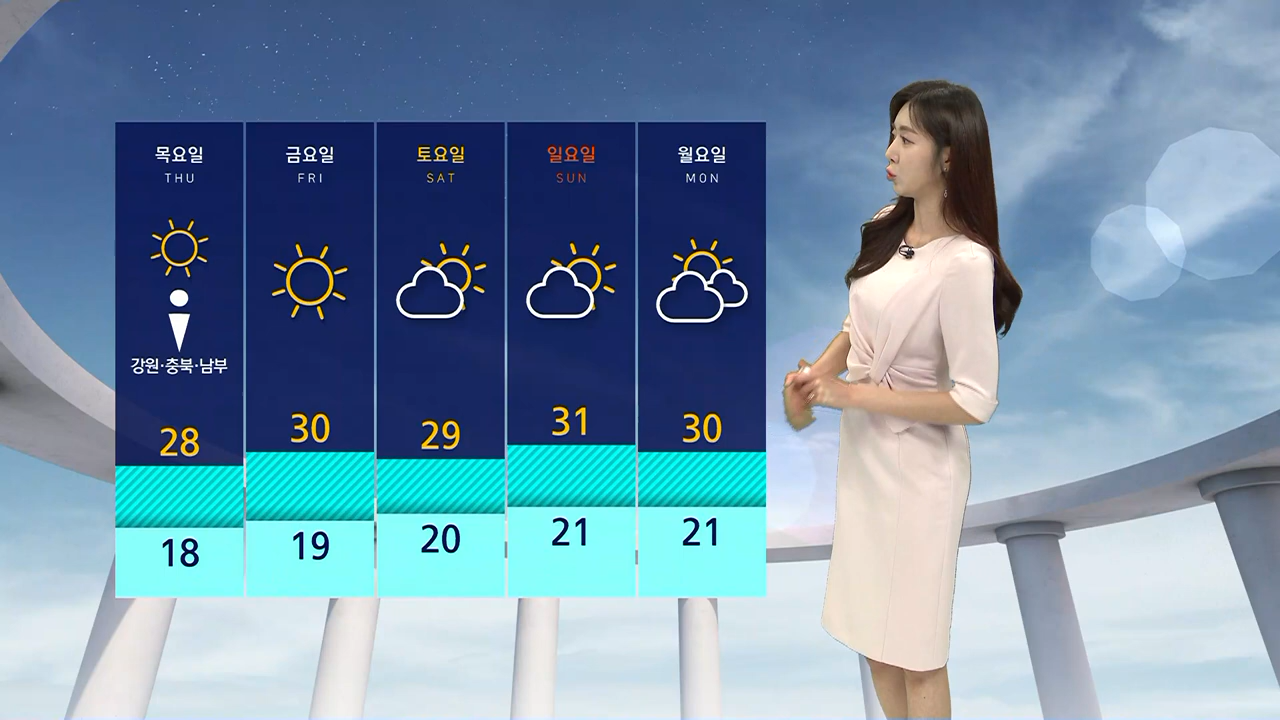 목요일
THU
강원·충북·남부
28
18
금요일
FRI
30
19
토요일
SAT
29
20
일요일
SUN
31
21
월요일
MON
30
21